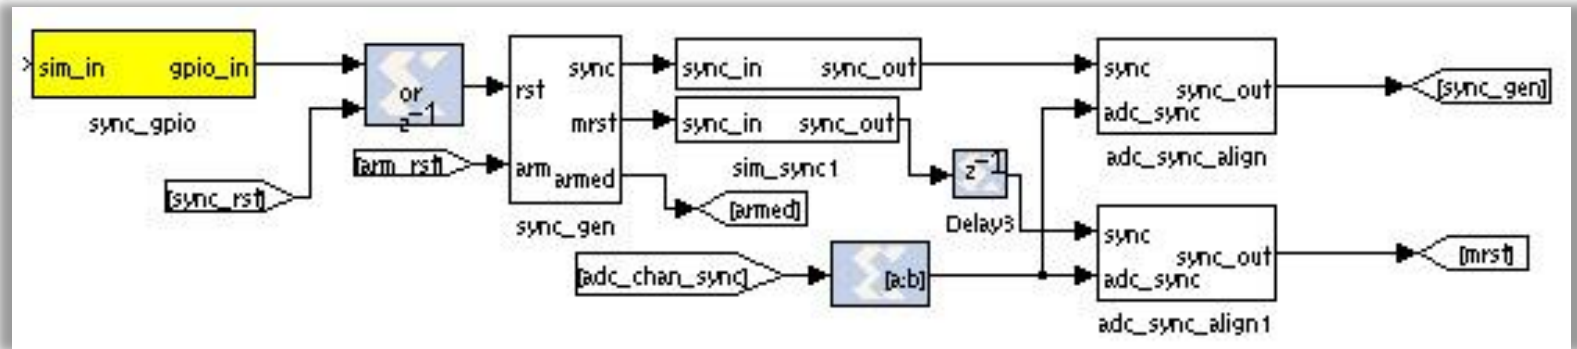 sim_in gpio_in
sync_gpio
[sync_rst]
or
z-1
[arm_rst]
rst
arm
sync
mrst
armed
sync_gen
sync_in sync_out
sync_in sync_out
sim_sync1
[armed]
z-1
Delay3
[adc_chan_sync]
[a:b]
sync
adc_sync
sync_out
adc_sync_align
[sync_gen]
sync
adc_sync
sync_out
adc_sync_align1
[mrst]